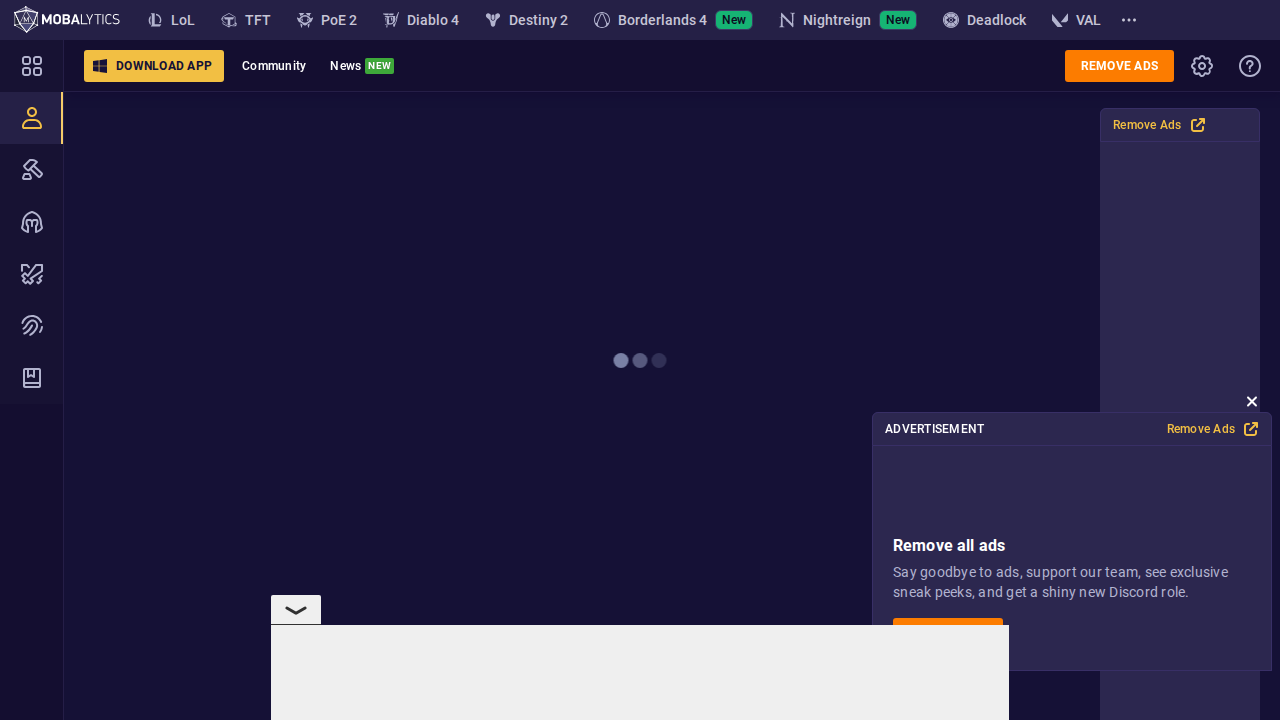 MOBALYTICS LoL TFT PoE 2 Diablo 4 Destiny 2 Borderlands 4 New Nightreign New Deadlock VAL
DOWNLOAD APP Community News NEW REMOVE ADS
Remove Ads
ADVERTISEMENT Remove Ads
Remove all ads
Say goodbye to ads, support our team, see exclusive
sneak peeks, and get a shiny new Discord role.